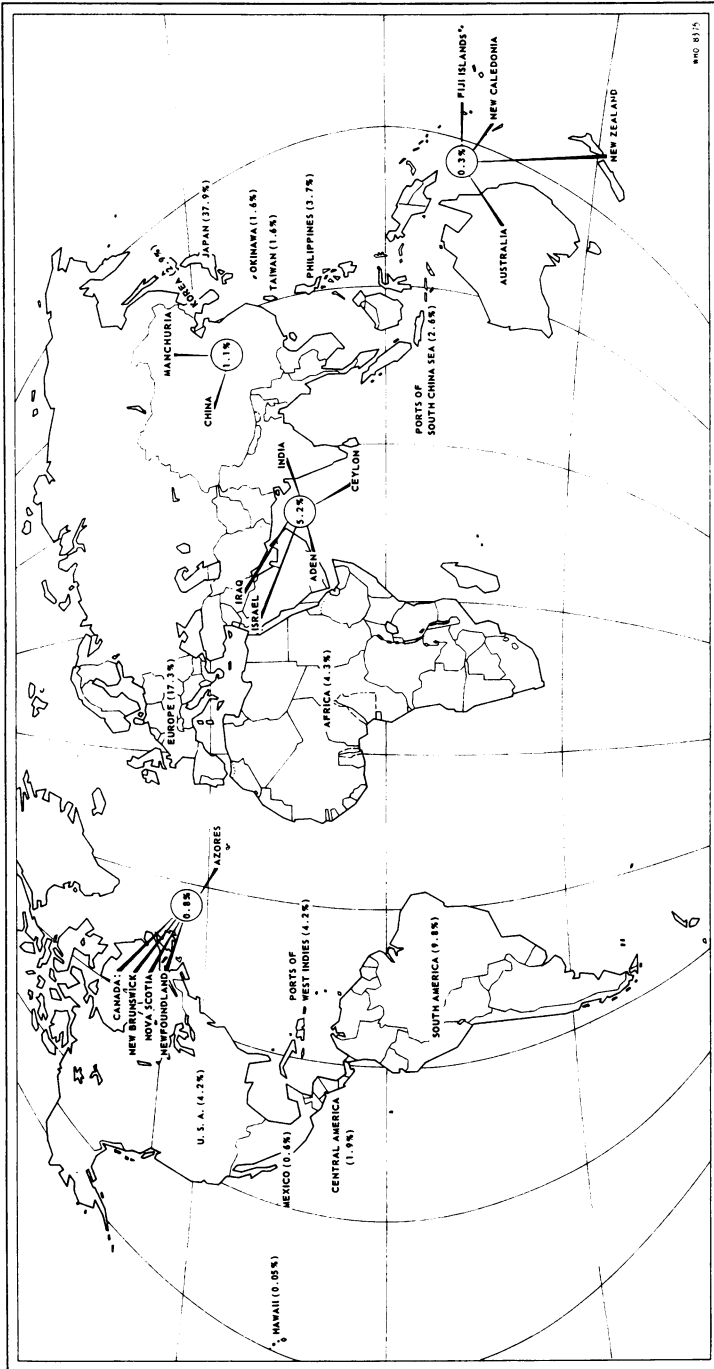 HAWAII (0.05%)
CANADA
NEW BRUNSWICK
NOVA SCOTIA
NEWFOUNDLAND
0.8%
AZORES
U. S. A. (4.2%)
MEXICO (0.6%)
PORTS OF
WEST INDIES (4.2%)
CENTRAL AMERICA
(1.9%)
SOUTH AMERICA (9.8%)
EUROPE (17.3%)
AFRICA (4.3%)
IRAQ
ISRAEL
ADEN
5.2%
INDIA
CEYLON
MANCHURIA
CHINA
1.1%
KOREA (2.9%)
JAPAN (37.9%)
OKINAWA (1.6%)
TAIWAN (1.6%)
PHILIPPINES (3.7%)
PORTS OF
SOUTH CHINA SEA (2.6%)
AUSTRALIA
0.3%
FIJI ISLANDS
NEW CALEDONIA
NEW ZEALAND
WHO 8375